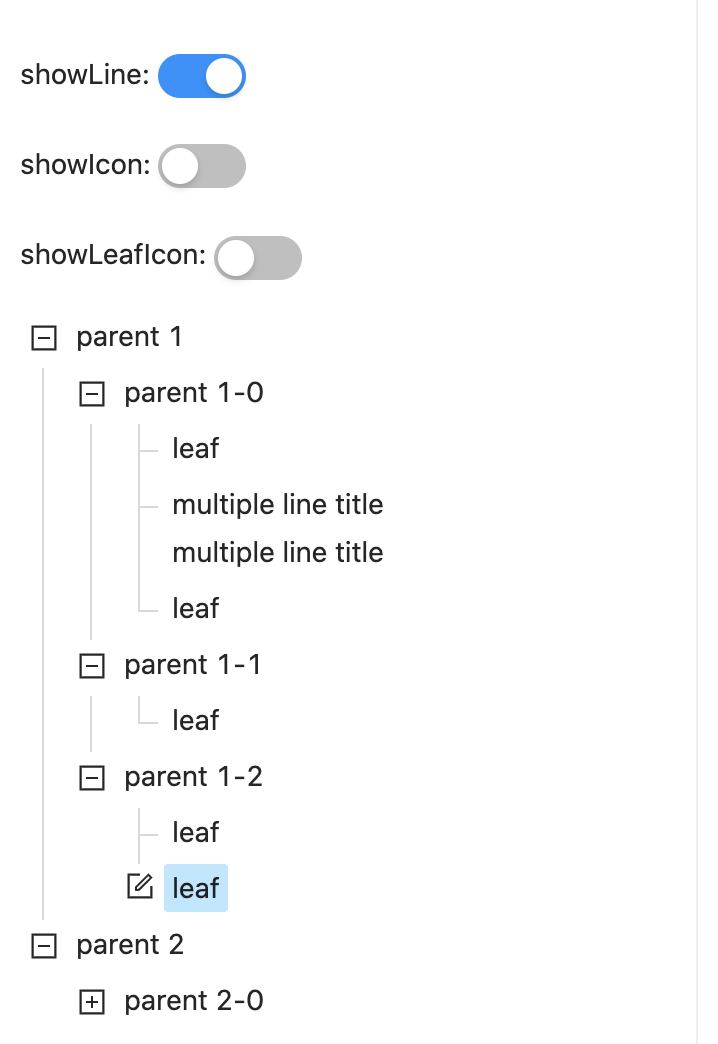 showLine:
showIcon:
showLeafIcon:
parent 1
parent 1-0
leaf
multiple line title
multiple line title
leaf
parent 1-1
leaf
parent 1-2
leaf
leaf
parent 2
parent 2-0